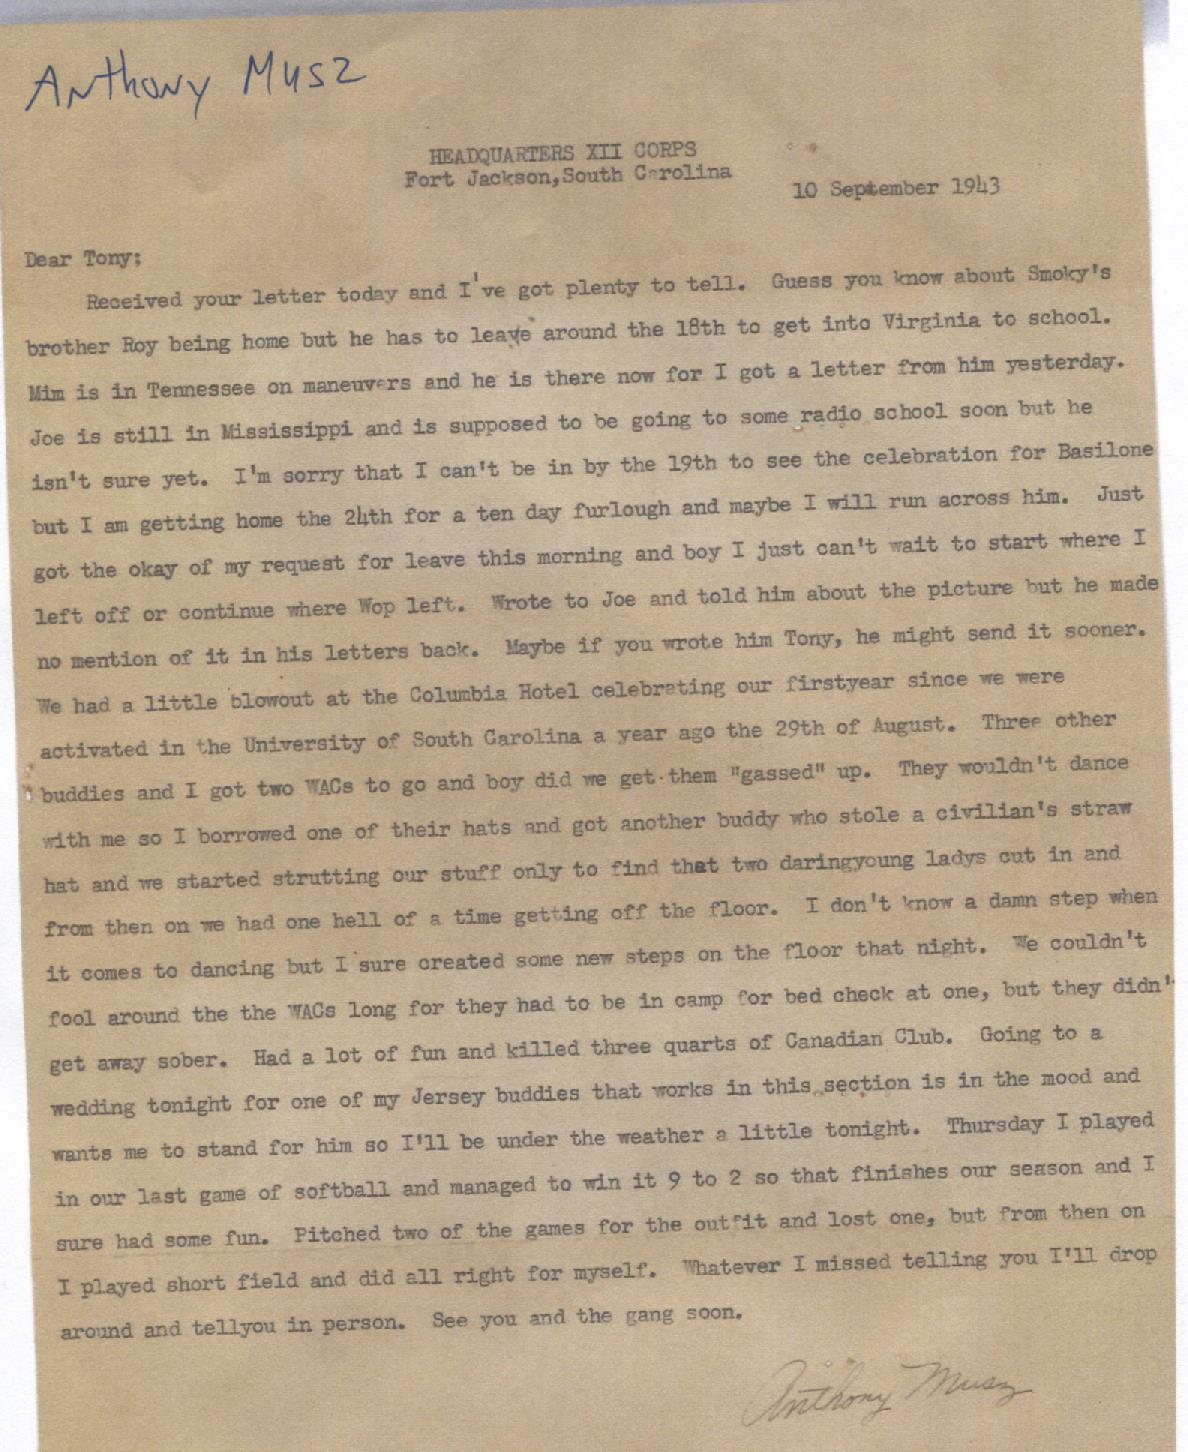 Anthony Musz
HEADQUARTERS XII CORPS
Fort Jackson,South Carolina
10 September 1943
Dear Tony;
Received your letter today and I've got plenty to tell. Guess you know about Smoky's
brother Roy being home but he has to leave around the 18th to get into Virginia to school.
Mim is in Tennessee on maneuvers and he is there now for I got a letter from him yesterday.
Joe is still in Mississippi and is supposed to be going to some radio school soon but he
isn't sure yet. I'm sorry that I can't be in by the 19th to see the celebration for Basilone
but I am getting home the 24th for a ten day furlough and maybe I will run across him. Just
got the okay of my request for leave this morning and boy I just can't wait to start where I
left off or continue where Wop left. Wrote to Joe and told him about the picture but he made
no mention of it in his letters back. Maybe if you wrote him Tony, he might send it sooner.
We had a little blowout at the Columbia Hotel celebrating our firstyear since we were
activated in the University of South Carolina a year ago the 29th of August. Three other
buddies and I got two WACs to go and boy did we get them "gassed" up. They wouldn't dance
with me so I borrowed one of their hats and got another buddy who stole a civilian's straw
hat and we started strutting our stuff only to find that two daringyoung ladys cut in and
from then on we had one hell of a time getting off the floor. I don't know a damn step when
it comes to dancing but I sure created some new steps on the floor that night. We couldn't
fool around the the WACs long for they had to be in camp for bed check at one, but they didn'
get away sober. Had a lot of fun and killed three quarts of Canadian Club. Going to a
wedding tonight for one of my Jersey buddies that works in this section is in the mood and
wants me to stand for him so I'll be under the weather a little tonight. Thursday I played
in our last game of softball and managed to win it 9 to 2 so that finishes our season and I
sure had some fun. Pitched two of the games for the outfit and lost one, but from then on
I played short field and did all right for myself. Whatever I missed telling you I'll drop
around and tellyou in person. See you and the gang soon.
Anthony Musz